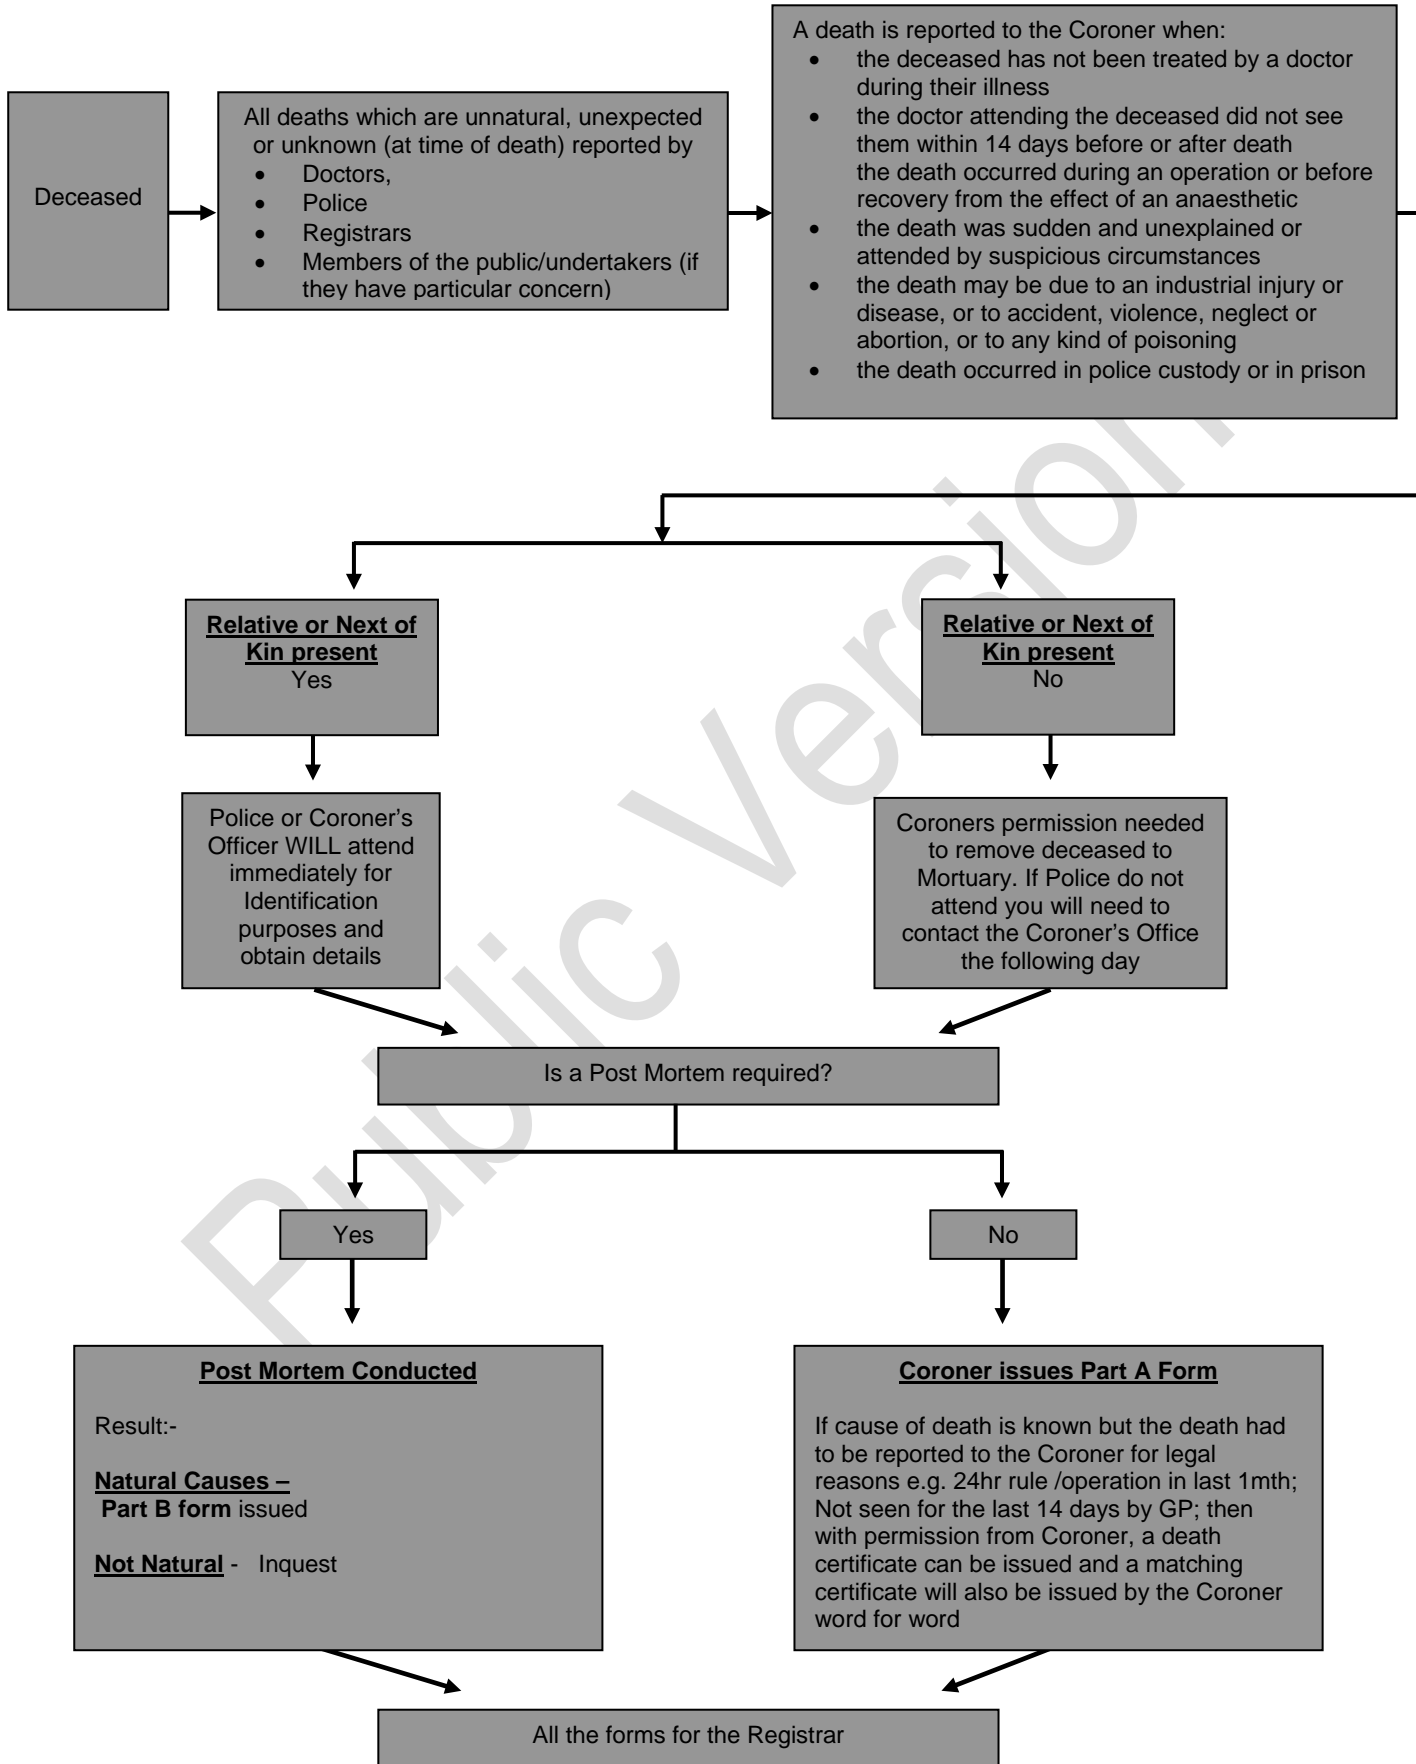 Deceased
All deaths which are unnatural, unexpected
or unknown (at time of death) reported by
• Doctors,
• Police
• Registrars
• Members of the public/undertakers (if
they have particular concern)
A death is reported to the Coroner when:
• the deceased has not been treated by a doctor
during their illness
• the doctor attending the deceased did not see
them within 14 days before or after death
the death occurred during an operation or before
recovery from the effect of an anaesthetic
• the death was sudden and unexplained or
attended by suspicious circumstances
• the death may be due to an industrial injury or
disease, or to accident, violence, neglect or
abortion, or to any kind of poisoning
• the death occurred in police custody or in prison
Relative or Next of
Kin present
Yes
Relative or Next of
Kin present
No
Police or Coroner’s
Officer WILL attend
immediately for
Identification
purposes and
obtain details
Coroners permission needed
to remove deceased to
Mortuary. If Police do not
attend you will need to
contact the Coroner’s Office
the following day
Is a Post Mortem required?
Yes
No
Post Mortem Conducted
Result:-
Natural Causes –
Part B form issued
Not Natural - Inquest
Coroner issues Part A Form
If cause of death is known but the death had
to be reported to the Coroner for legal
reasons e.g. 24hr rule /operation in last 1mth;
Not seen for the last 14 days by GP; then
with permission from Coroner, a death
certificate can be issued and a matching
certificate will also be issued by the Coroner
word for word
All the forms for the Registrar
Public Version